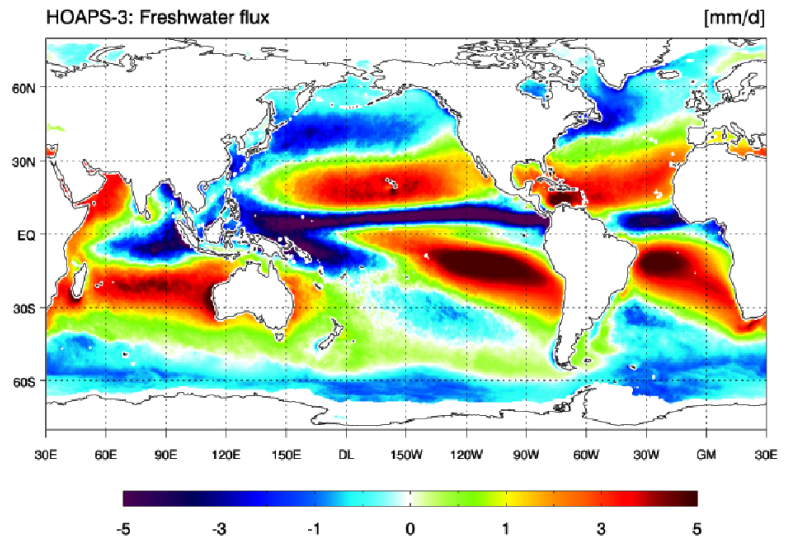 HOAPS-3: Freshwater flux [mm/d]
60N
30N
EQ
30S
60S
30E 60E 90E 120E 150E DL 150W 120W 90W 60W 30W GM 30E
-5 -3 -1 0 1 3 5